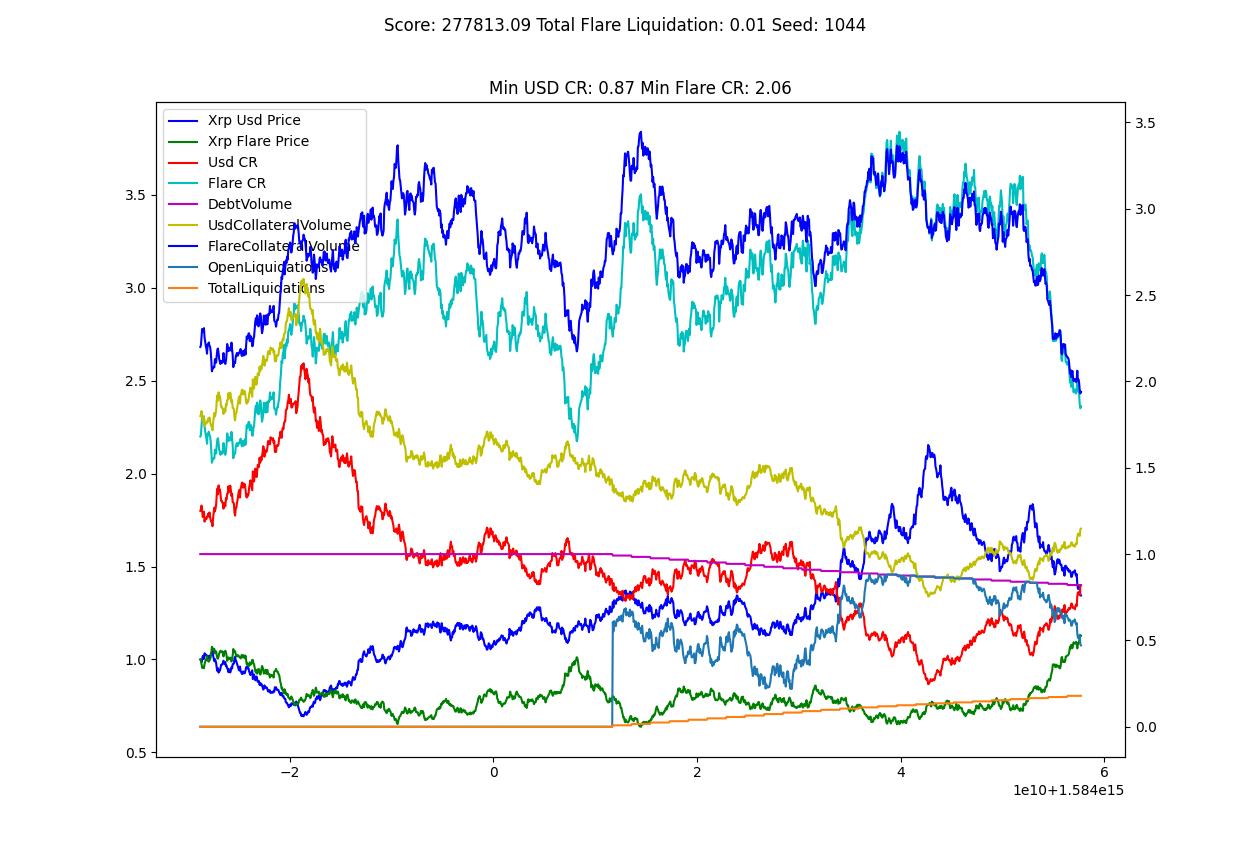 Score: 277813.09 Total Flare Liquidation: 0.01 Seed: 1044
Min USD CR: 0.87 Min Flare CR: 2.06
Xrp Usd Price
Xrp Flare Price
Usd CR
Flare CR
DebtVolume
UsdCollateralVolume
FlareCollateralVolume
OpenLiquidations
TotalLiquidations
3.5
3.0
2.5
2.0
1.5
1.0
0.5
3.5
3.0
2.5
2.0
1.5
1.0
0.5
0.0
−2 0 2 4 6
1e10+1.584e15